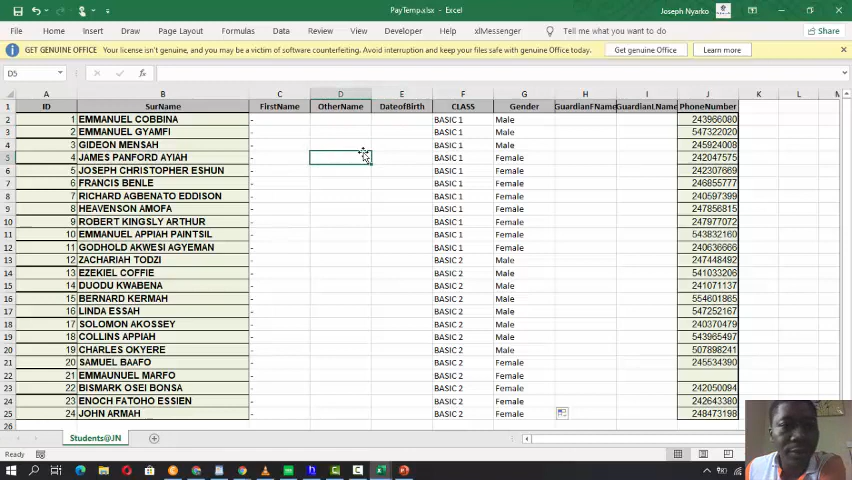 PayTemp.xlsx - Excel
Joseph Nyarko
File Home Insert Page Layout Formulas Data Review View Developer Help xlMessenger Tell me what you want to do Share
GET GENUINE OFFICE Your license isn't genuine, and you may be a victim of software counterfeiting. Avoid interruption and keep your files safe with genuine Office today. Get genuine Office Learn more
D5 fx
A B C D E F G H I J K L
1 ID SurName FirstName OtherName DateofBirth CLASS Gender GuardianFName GuardianLName PhoneNumber
2 1 EMMANUEL COBBINA - BASIC 1 Male 243966080
3 2 EMMANUEL GYAMFI - BASIC 1 Male 547322020
4 3 GIDEON MENSAH - BASIC 1 Male 245924008
5 4 JAMES PANFORD AYIAH - BASIC 1 Female 242047575
6 5 JOSEPH CHRISTOPHER ESHUN - BASIC 1 Female 242307669
7 6 FRANCIS BENLE - BASIC 1 Female 246855777
8 7 RICHARD AGBENATO EDDISON - BASIC 1 Female 240597399
9 8 HEAVENSON AMOFA - BASIC 1 Female 247856815
10 9 ROBERT KINGSLY ARTHUR - BASIC 1 Female 247977072
11 10 EMMANUEL APPIAH PAINTSIL - BASIC 1 Female 543832160
12 11 GODHOLD AKWESI AGYEMAN - BASIC 1 Female 240636666
13 12 ZACHARIAH TODZI - BASIC 2 Male 247448492
14 13 EZEKIEL COFFIE - BASIC 2 Male 541033206
15 14 DUODU KWABENA - BASIC 2 Male 241071137
16 15 BERNARD KERMAH - BASIC 2 Male 554601865
17 16 LINDA ESSAH - BASIC 2 Male 547252167
18 17 SOLOMON AKOSSEY - BASIC 2 Male 240370479
19 18 COLLINS APPIAH - BASIC 2 Male 543965497
20 19 CHARLES OKYERE - BASIC 2 Male 507898241
21 20 SAMUEL BAAFO - BASIC 2 Female 245534390
22 21 EMMAUNUEL MARFO - BASIC 2 Female
23 22 BISMARK OSEI BONSA - BASIC 2 Female 242050094
24 23 ENOCH FATOHO ESSIEN - BASIC 2 Female 242643380
25 24 JOHN ARMAH - BASIC 2 Female 248473198
26
Students@JN
Ready